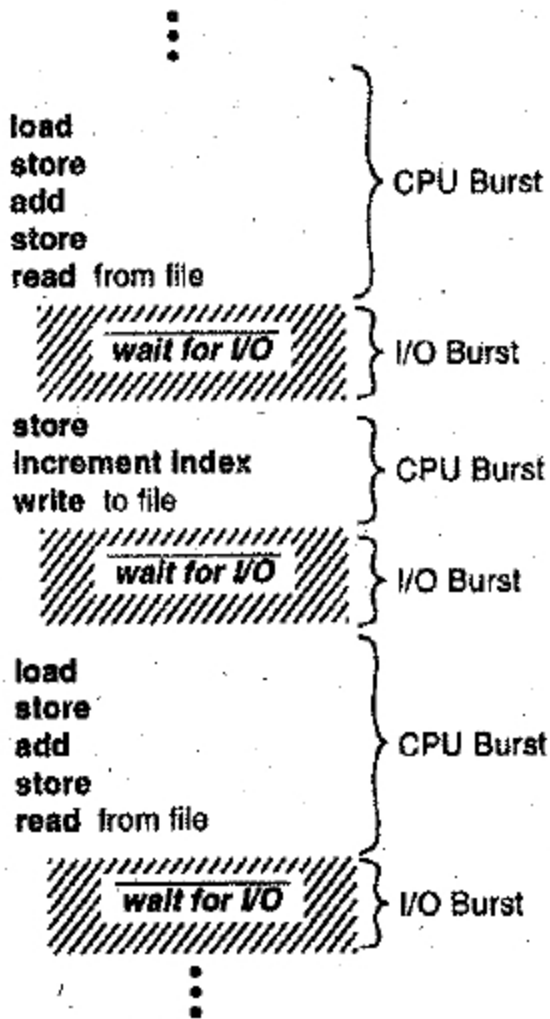 load
store
add
store
read from file
CPU Burst
wait for I/O
I/O Burst
store
increment index
write to file
CPU Burst
wait for I/O
I/O Burst
load
store
add
store
read from file
CPU Burst
wait for I/O
I/O Burst